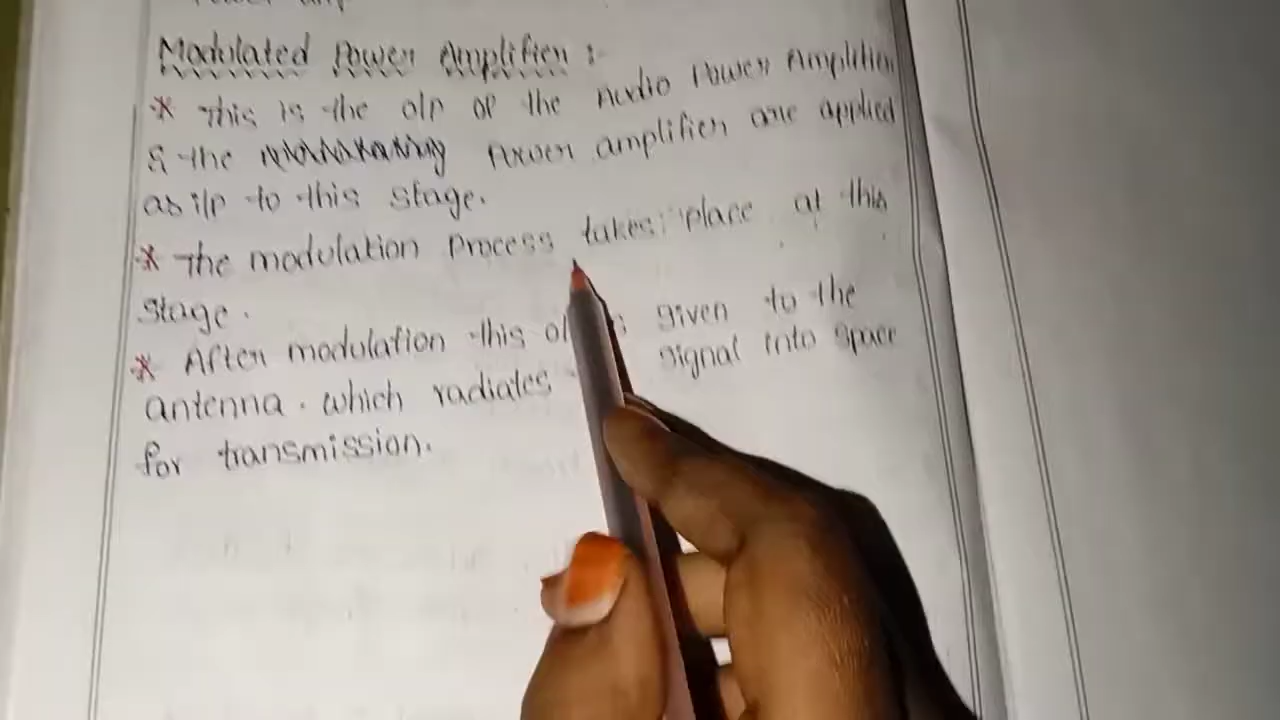 Modulated Power Amplifier :-
* This is the o/p of the Audio Power Amplifier
& the Power amplifier are applied
as i/p to this stage.
* The modulation Process takes place at this
stage.
* After modulation this given to the
antenna. which radiates signal into space
for transmission.